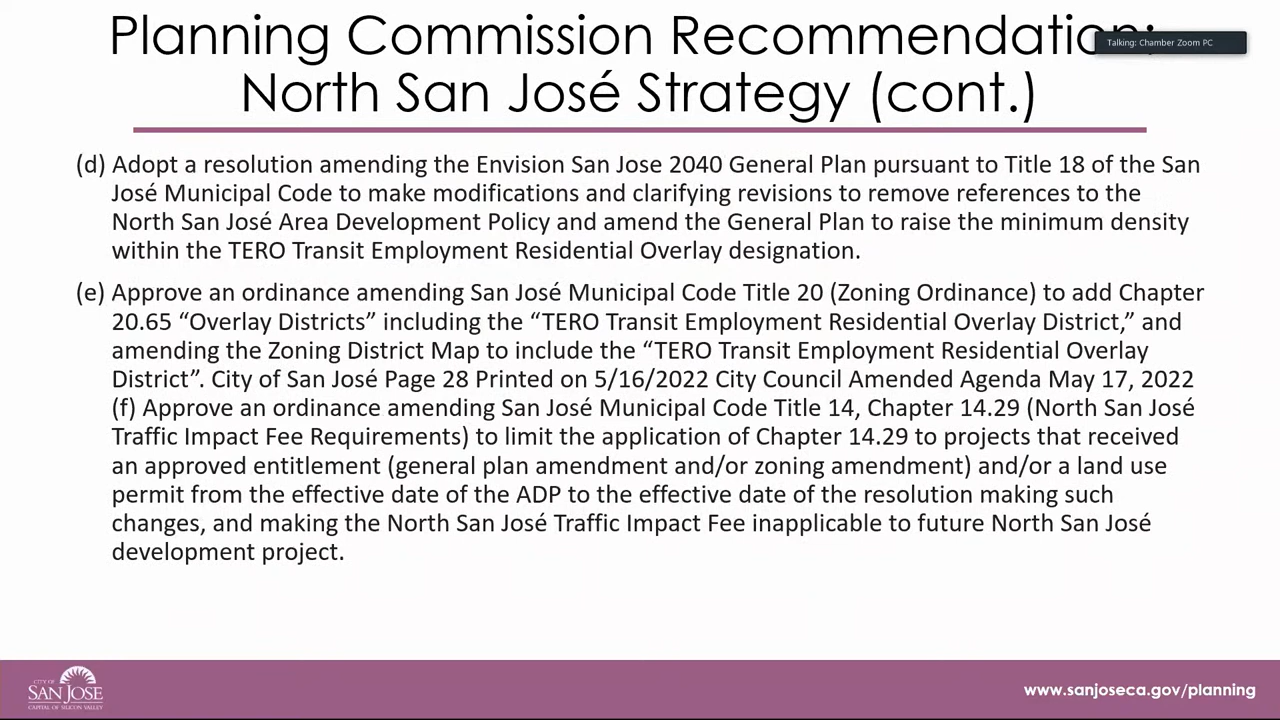 Planning Commission Recommendation:
Talking: Chamber Zoom PC
North San José Strategy (cont.)
(d) Adopt a resolution amending the Envision San Jose 2040 General Plan pursuant to Title 18 of the San
José Municipal Code to make modifications and clarifying revisions to remove references to the
North San José Area Development Policy and amend the General Plan to raise the minimum density
within the TERO Transit Employment Residential Overlay designation.
(e) Approve an ordinance amending San José Municipal Code Title 20 (Zoning Ordinance) to add Chapter
20.65 “Overlay Districts” including the “TERO Transit Employment Residential Overlay District,” and
amending the Zoning District Map to include the “TERO Transit Employment Residential Overlay
District”. City of San José Page 28 Printed on 5/16/2022 City Council Amended Agenda May 17, 2022
(f) Approve an ordinance amending San José Municipal Code Title 14, Chapter 14.29 (North San José
Traffic Impact Fee Requirements) to limit the application of Chapter 14.29 to projects that received
an approved entitlement (general plan amendment and/or zoning amendment) and/or a land use
permit from the effective date of the ADP to the effective date of the resolution making such
changes, and making the North San José Traffic Impact Fee inapplicable to future North San José
development project.
CITY OF
SAN JOSE
CAPITAL OF SILICON VALLEY
www.sanjoseca.gov/planning